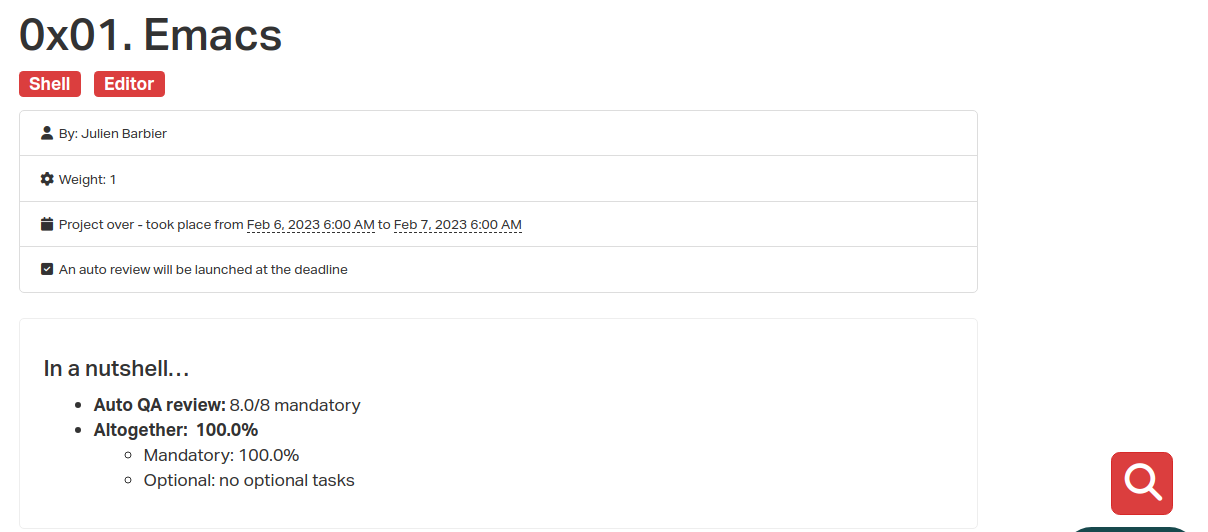 0x01. Emacs
Shell Editor
By: Julien Barbier
Weight: 1
Project over - took place from Feb 6, 2023 6:00 AM to Feb 7, 2023 6:00 AM
An auto review will be launched at the deadline
In a nutshell…
Auto QA review: 8.0/8 mandatory
Altogether: 100.0%
Mandatory: 100.0%
Optional: no optional tasks